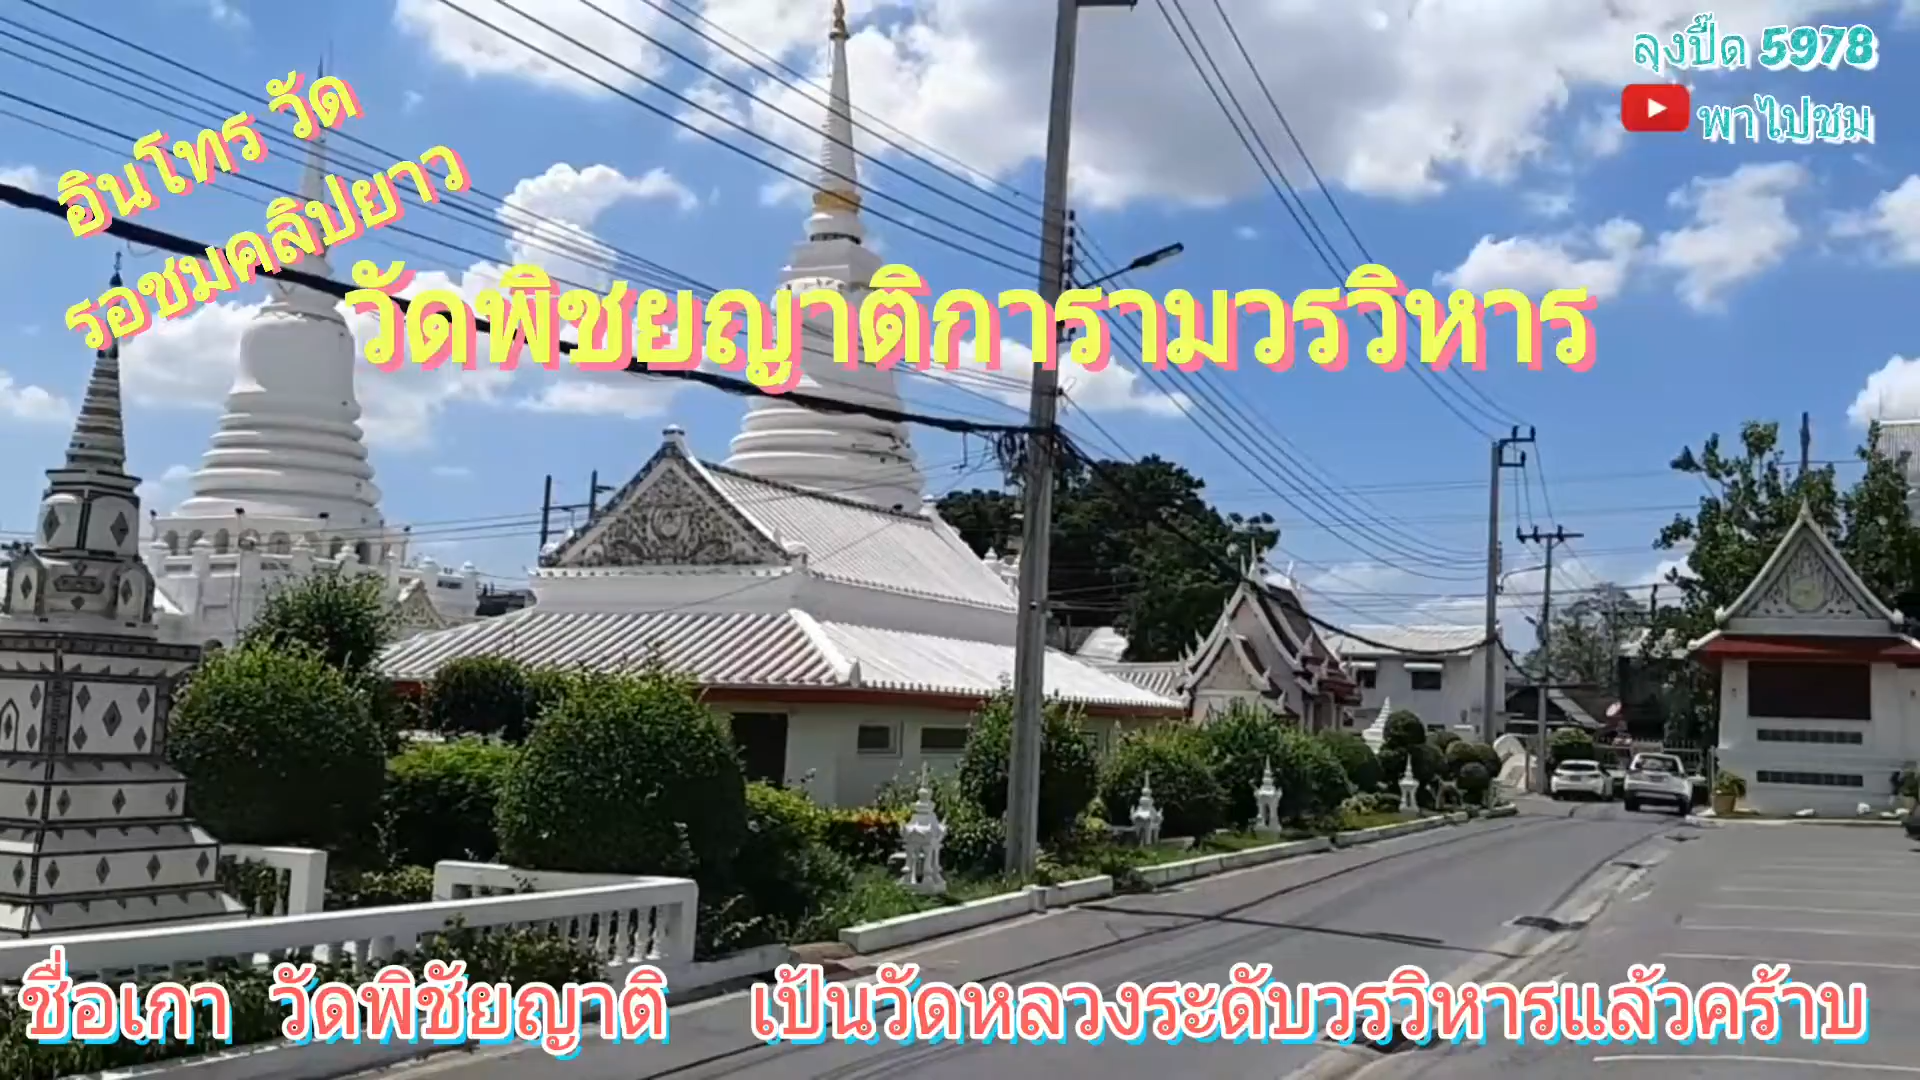 ลุงปื๊ด 5978
พาไปชม
อินโทร วัด
รอชมคลิปยาว
วัดพิชยญาติการามวรวิหาร
ชื่อเกา วัดพิชัยญาติ เป้นวัดหลวงระดับวรวิหารแล้วคร้าบ